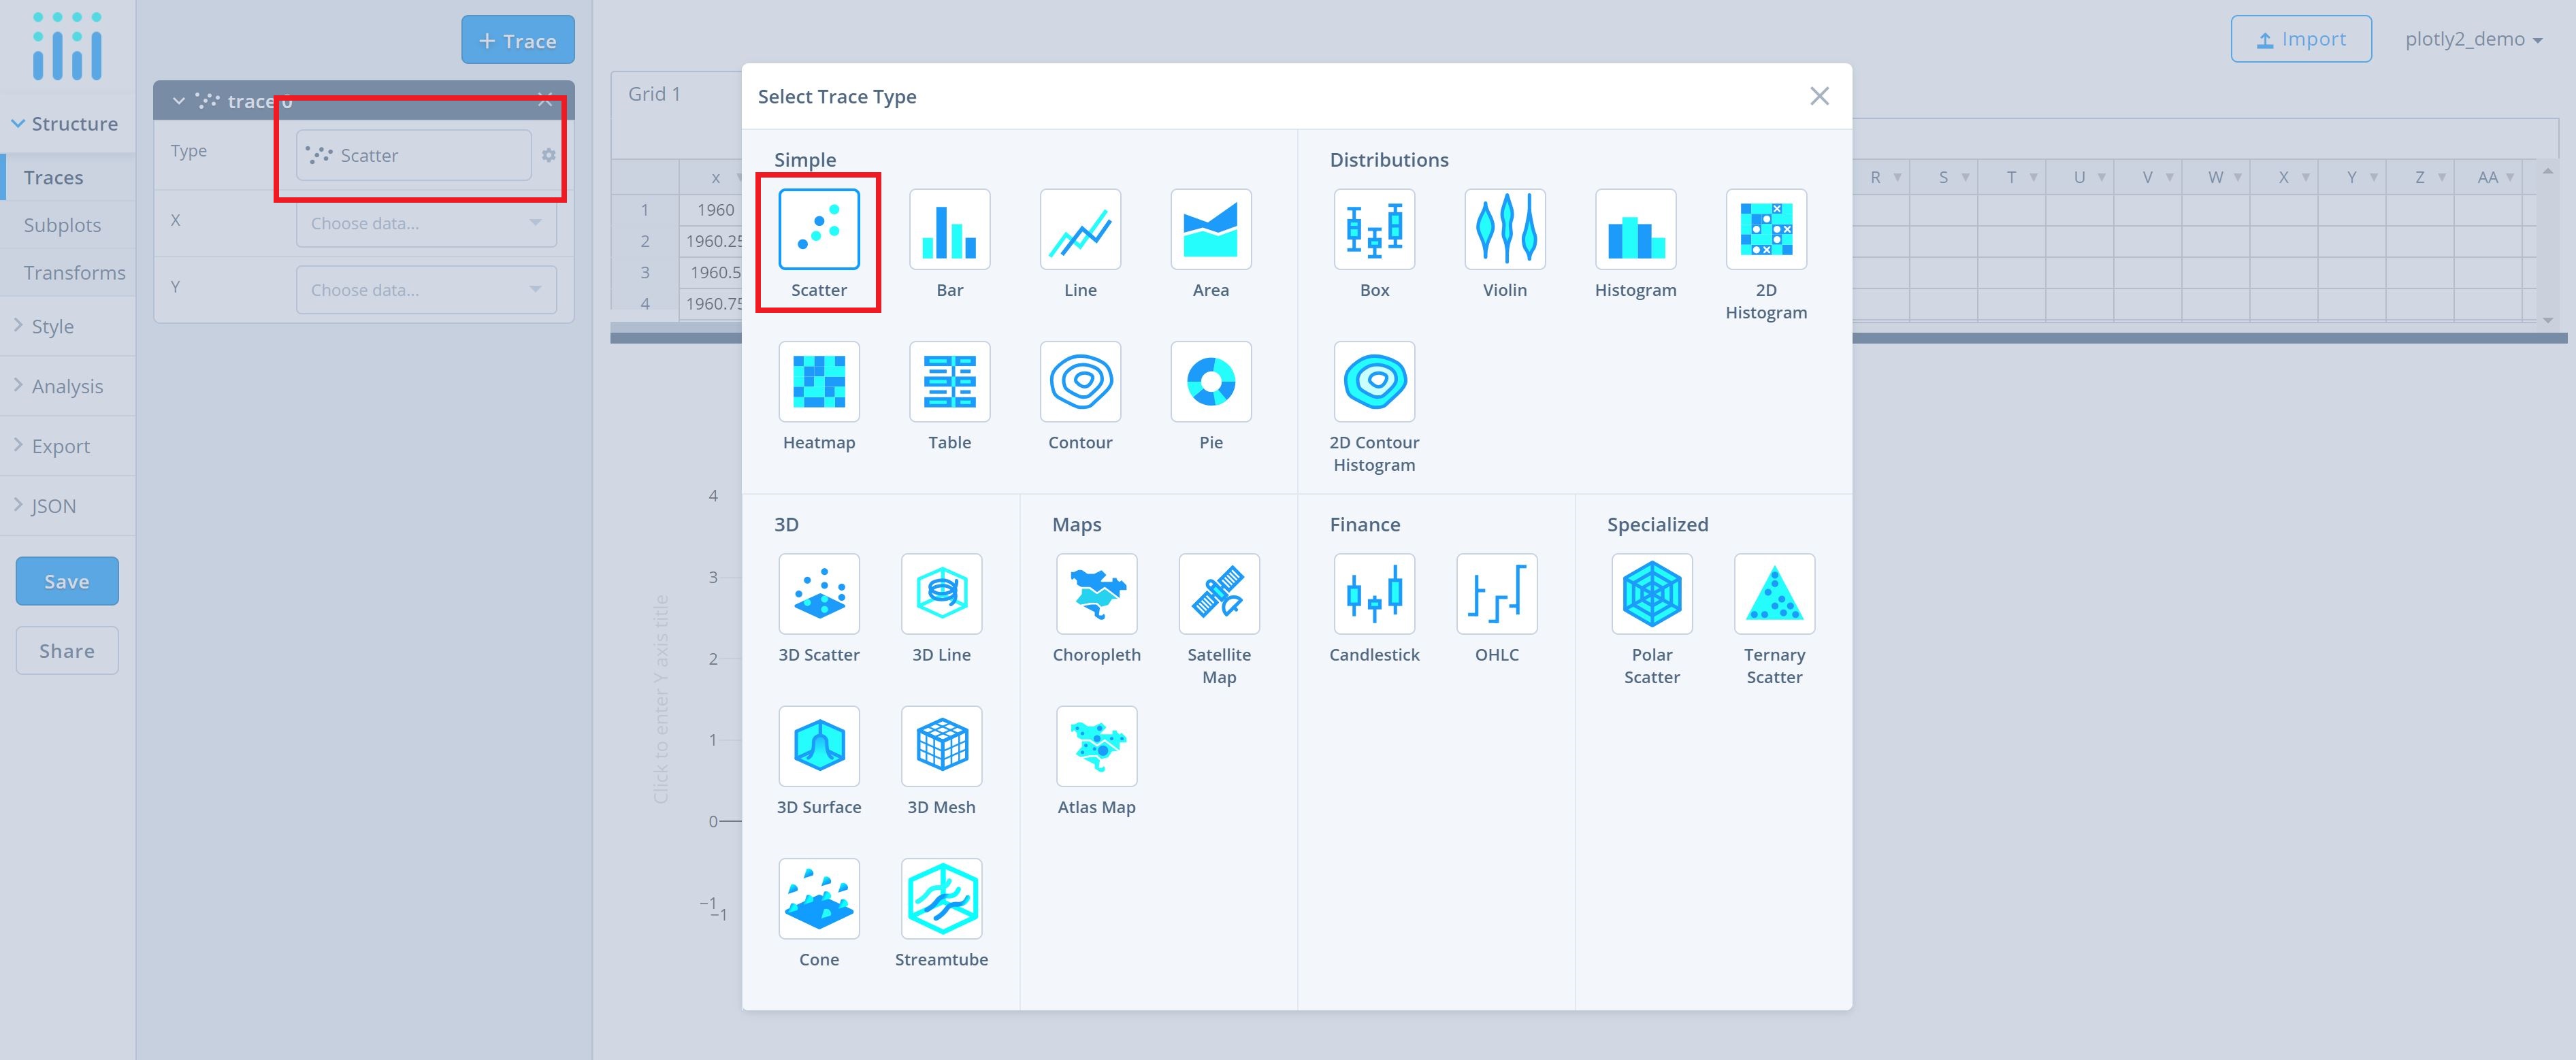 + Trace
Import
plotly2_demo
Structure
Traces
Subplots
Transforms
Style
Analysis
Export
JSON
Save
Share
trace 0
Type
Scatter
X
Choose data...
Y
Choose data...
Grid 1
x
R S T U V W X Y Z AA
1 1960
2 1960.25
3 1960.5
4 1960.75
Click to enter Y axis title
4
3
2
1
0
−1
−1
Select Trace Type
Simple
Scatter
Bar
Line
Area
Heatmap
Table
Contour
Pie
Distributions
Box
Violin
Histogram
2D
Histogram
2D Contour
Histogram
3D
3D Scatter
3D Line
3D Surface
3D Mesh
Cone
Streamtube
Maps
Choropleth
Satellite
Map
Atlas Map
Finance
Candlestick
OHLC
Specialized
Polar
Scatter
Ternary
Scatter